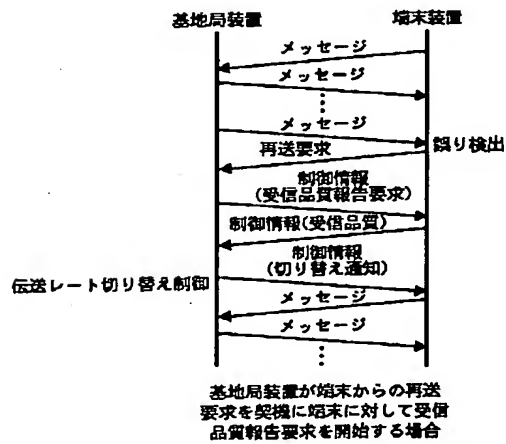 基地局装置
端末装置
メッセージ
メッセージ
メッセージ
再送要求
誤り検出
制御情報
(受信品質報告要求)
制御情報(受信品質)
制御情報
(切り替え通知)
伝送レート切り替え制御
メッセージ
メッセージ
基地局装置が端末からの再送
要求を契機に端末に対して受信
品質報告要求を開始する場合